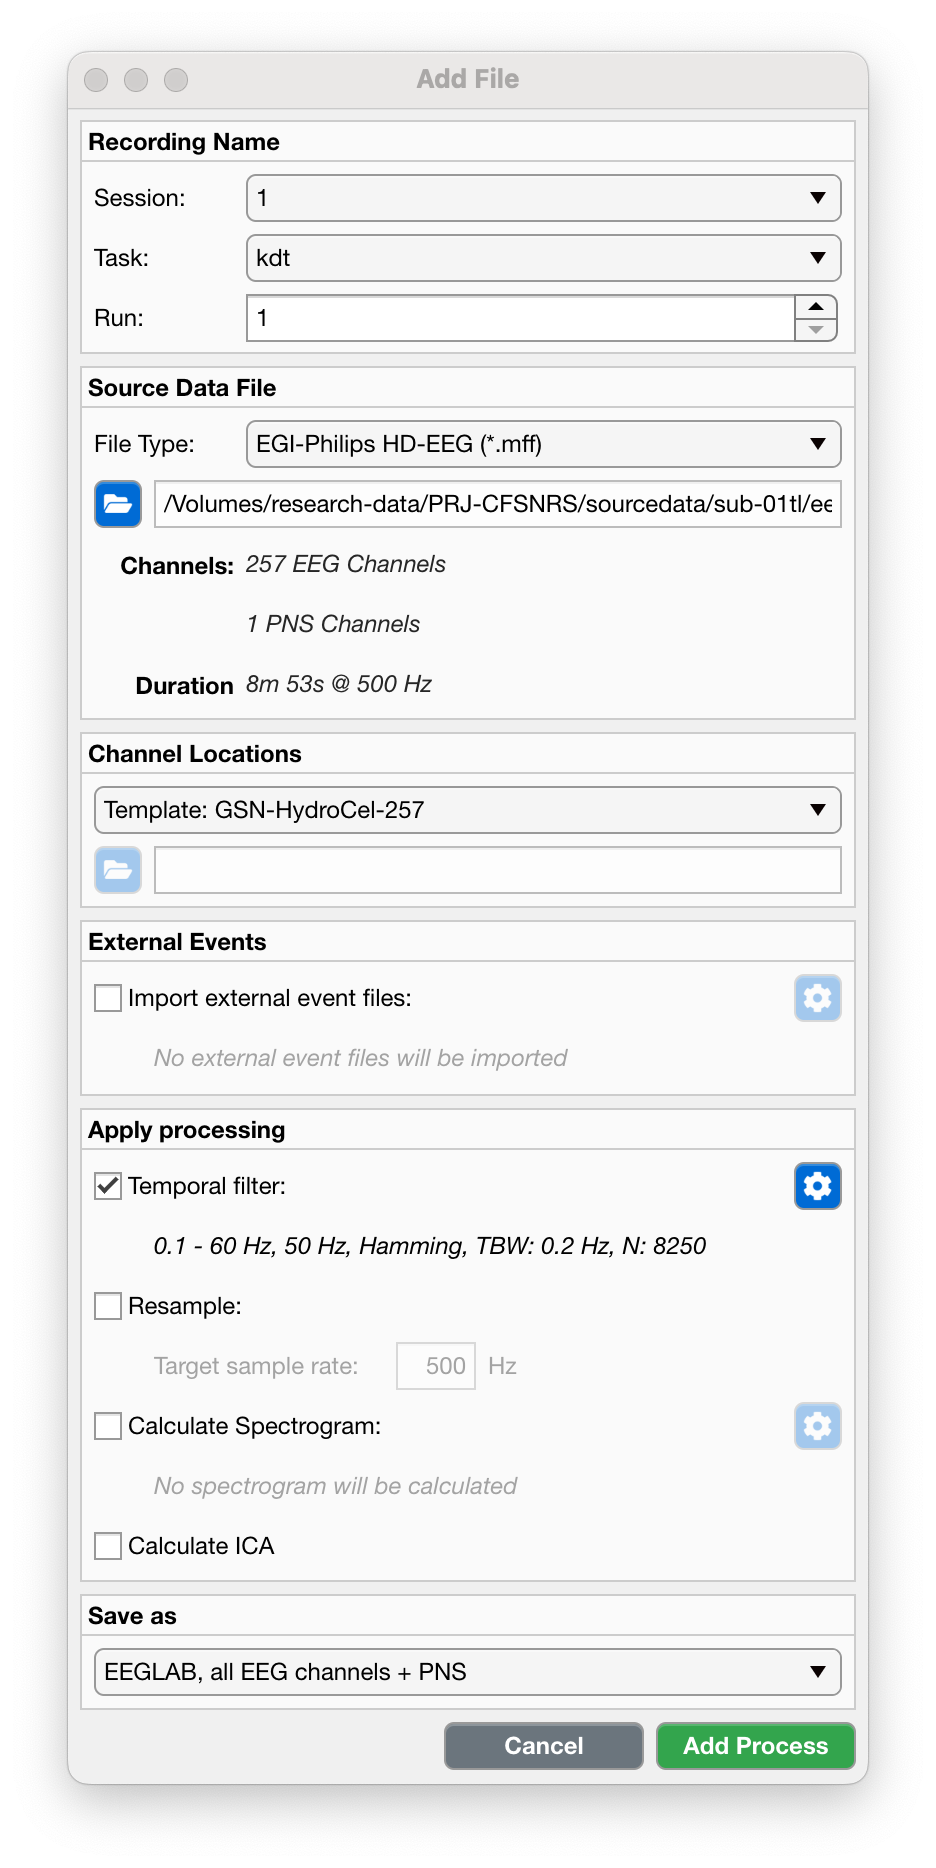 Add File
Recording Name
Session: 1
Task: kdt
Run: 1
Source Data File
File Type: EGI-Philips HD-EEG (*.mff)
/Volumes/research-data/PRJ-CFSNRS/sourcedata/sub-01tl/ee
Channels: 257 EEG Channels
1 PNS Channels
Duration 8m 53s @ 500 Hz
Channel Locations
Template: GSN-HydroCel-257
External Events
Import external event files:
No external event files will be imported
Apply processing
Temporal filter:
0.1 - 60 Hz, 50 Hz, Hamming, TBW: 0.2 Hz, N: 8250
Resample:
Target sample rate: 500 Hz
Calculate Spectrogram:
No spectrogram will be calculated
Calculate ICA
Save as
EEGLAB, all EEG channels + PNS
Cancel Add Process